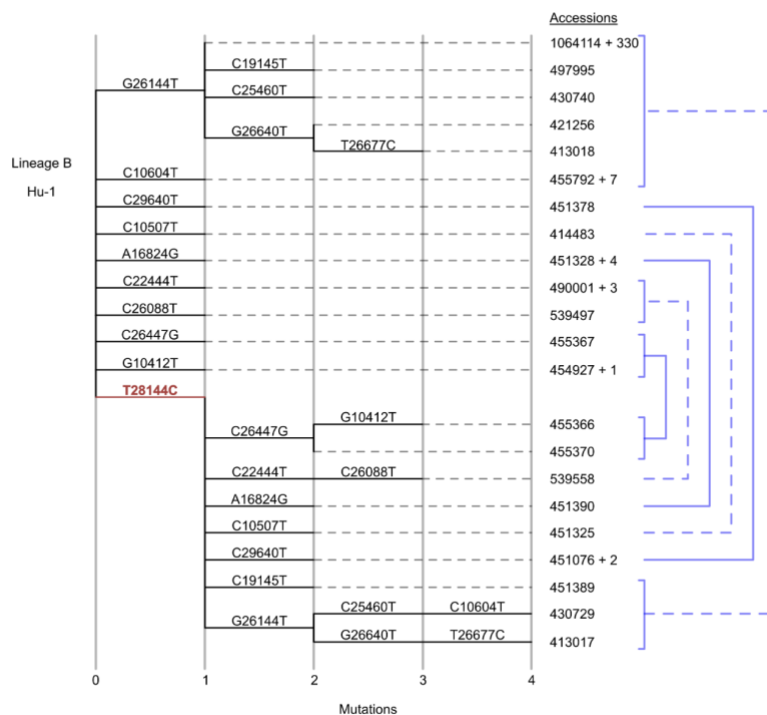 Accessions
1064114 + 330
C19145T 497995
G26144T
C25460T 430740
421256
G26640T
T26677C 413018
Lineage B
C10604T 455792 + 7
Hu-1
C29640T 451378
C10507T 414483
A16824G 451328 + 4
C22444T 490001 + 3
C26088T 539497
C26447G 455367
G10412T 454927 + 1
T28144C
G10412T 455366
C26447G
455370
C22444T C26088T 539558
A16824G 451390
C10507T 451325
C29640T 451076 + 2
C19145T 451389
C25460T C10604T 430729
G26144T
G26640T T26677C 413017
0 1 2 3 4
Mutations